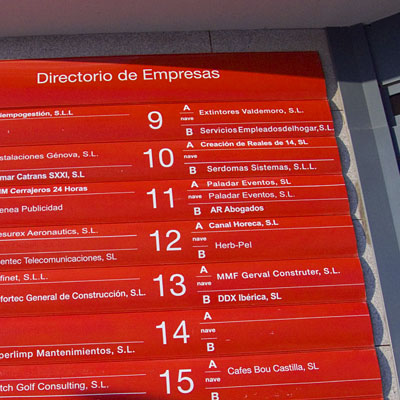 Directorio de Empresas
empogestión, S.L.L
9
A Extintores Valdemoro, S.L.
nave
B ServiciosEmpleadosdelhogar,S.L.
stalaciones Génova, S.L.
10
A Creación de Reales de 14, SL
nave
mar Catrans SXXI, S.L
B Serdomas Sistemas, S.L.L.
M Cerrajeros 24 Horas
11
A Paladar Eventos, SL
nave Paladar Eventos, S.L.
enea Publicidad
B AR Abogados
esurex Aeronautics, S.L.
12
A Canal Horeca, S.L
nave
Herb-Pel
entec Telecomunicaciones, SL
B
finet, S.L.L.
13
A MMF Gerval Construter, S.L.
nave
fortec General de Construcción, S.L.
B DDX Ibérica, SL
14
A
nave
perlimp Mantenimientos, S.L.
B
15
A Cafes Bou Castilla, SL
nave
tch Golf Consulting, S.L.
B